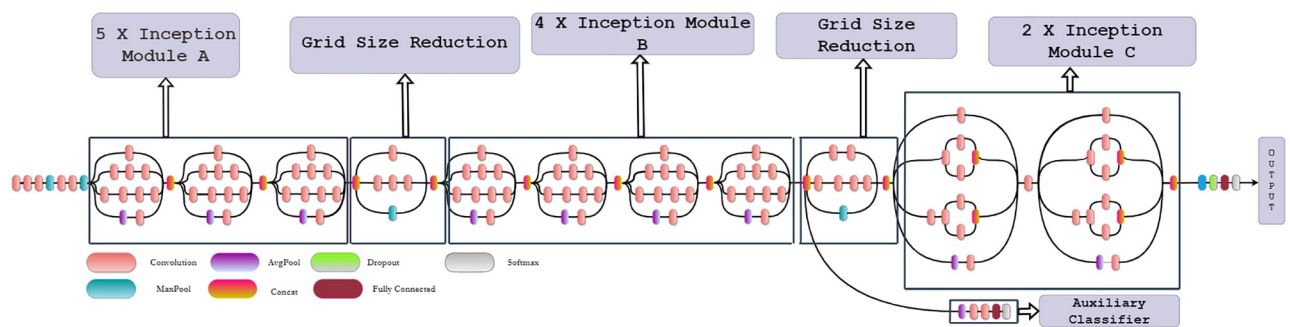 5 X Inception
Module A
Grid Size Reduction
4 X Inception Module
B
Grid Size
Reduction
2 X Inception
Module C
O
U
T
P
U
T
Convolution
AvgPool
Dropout
Softmax
MaxPool
Concat
Fully Connected
Auxiliary
Classifier